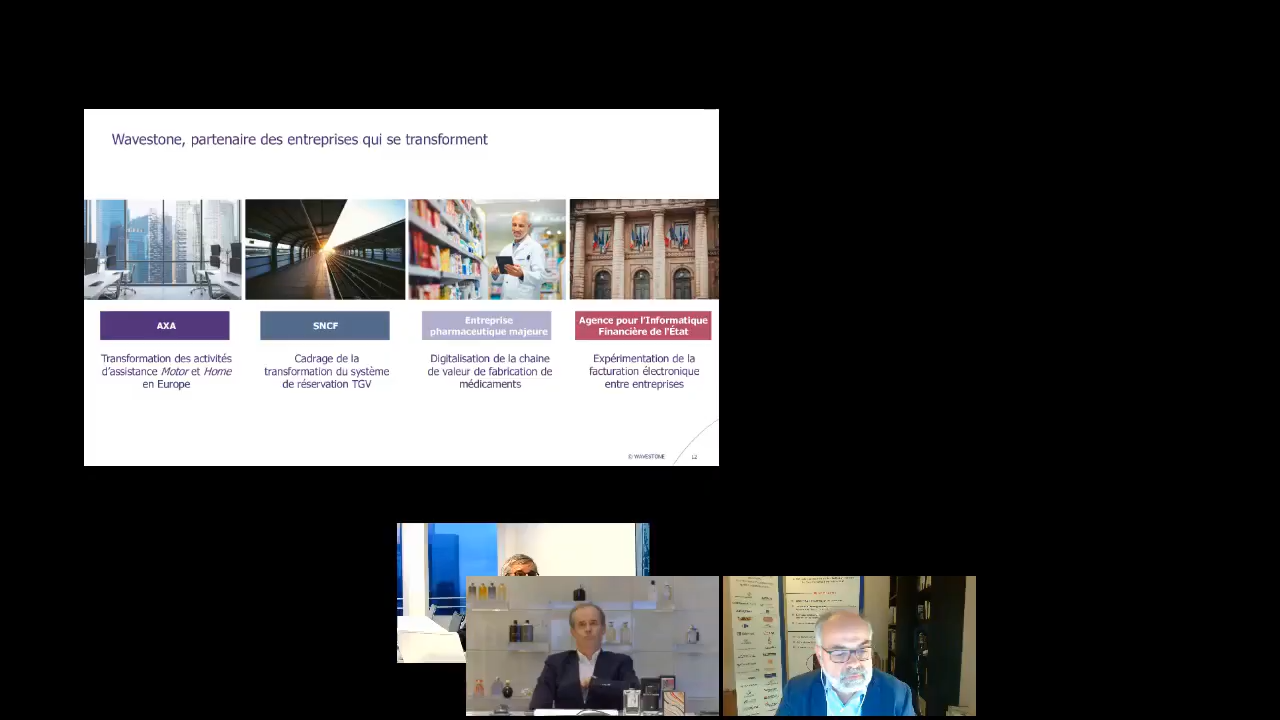 Wavestone, partenaire des entreprises qui se transforment
AXA
Transformation des activités
d'assistance Motor et Home
en Europe
SNCF
Cadrage de la
transformation du système
de réservation TGV
Entreprise
pharmaceutique majeure
Digitalisation de la chaine
de valeur de fabrication de
médicaments
Agence pour l'Informatique
Financière de l'État
Expérimentation de la
facturation électronique
entre entreprises
© WAVESTONE
12